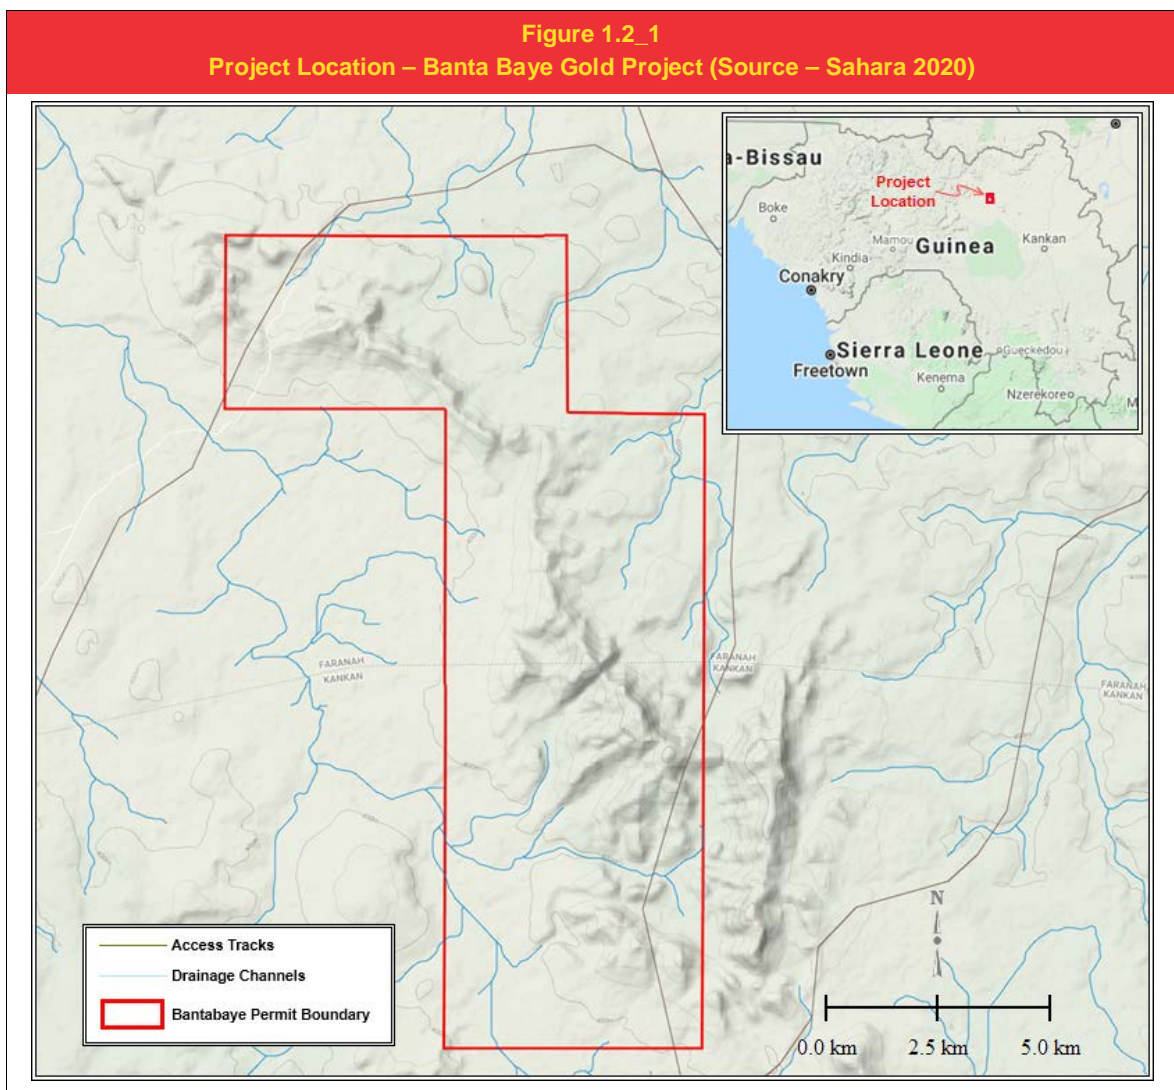 Figure 1.2_1
Project Location – Banta Baye Gold Project (Source – Sahara 2020)
a-Bissau
Project
Location
Boke
Mamou
Guinea
Kankan
Kindia
Conakry
Sierra Leone
Gueckedou
Freetown
Kenema
Nzerekore
M
FARANAH
KANKAN
FARANAH
KANKAN
FARANAH
KANKAN
Access Tracks
Drainage Channels
Bantabaye Permit Boundary
N
0.0 km
2.5 km
5.0 km